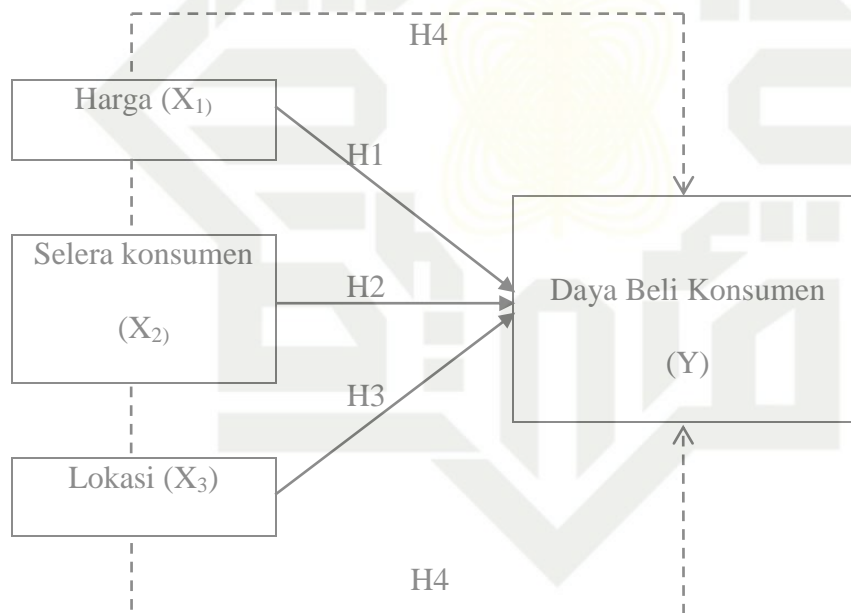 H4
Harga (X1)
H1
Selera konsumen
(X2)
H2
Daya Beli Konsumen
(Y)
H3
Lokasi (X3)
H4